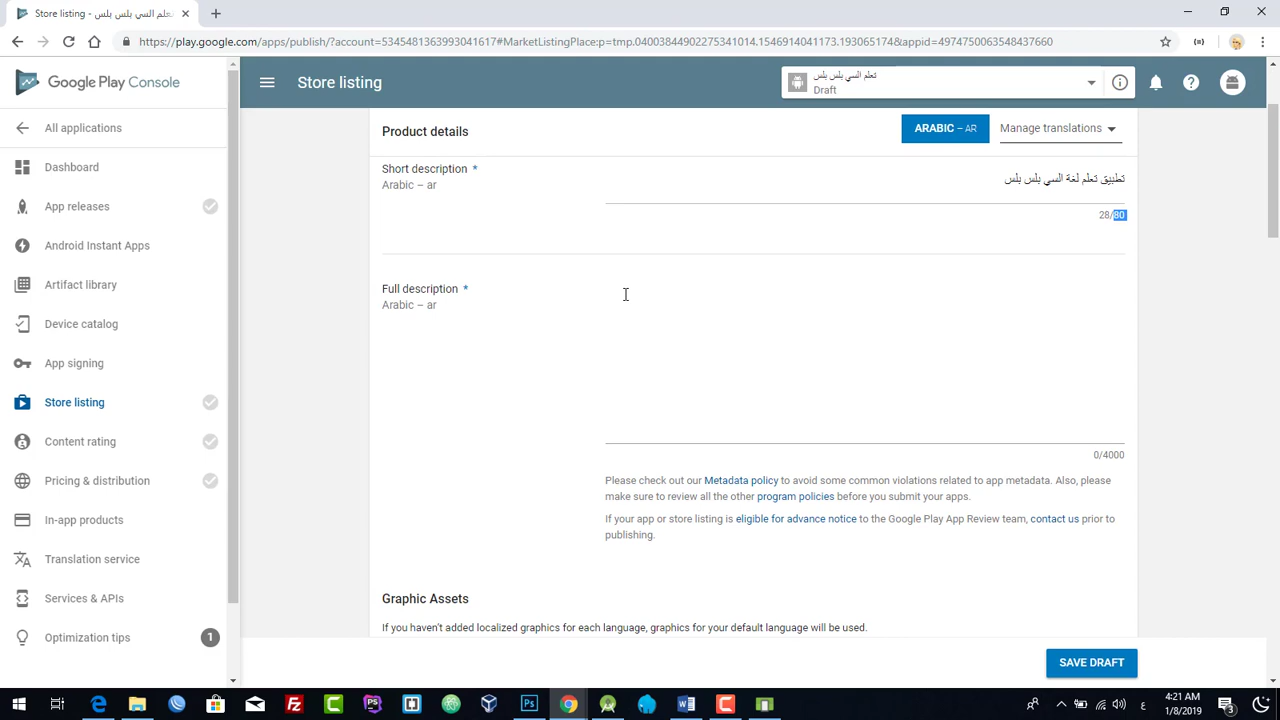 Store listing - تعلم السي بلس بلس
https://play.google.com/apps/publish/?account=5345481363993041617#MarketListingPlace:p=tmp.04003844902275341014.1546914041173.193065174&appid=4974750063548437660
Google Play Console
Store listing
تعلم السي بلس بلس
Draft
All applications
Dashboard
App releases
Android Instant Apps
Artifact library
Device catalog
App signing
Store listing
Content rating
Pricing & distribution
In-app products
Translation service
Services & APIs
Optimization tips
1
Product details
ARABIC – AR
Manage translations
Short description *
Arabic – ar
تطبيق تعلم لغة السي بلس بلس
28/80
Full description *
Arabic – ar
0/4000
Please check out our Metadata policy to avoid some common violations related to app metadata. Also, please
make sure to review all the other program policies before you submit your apps.
If your app or store listing is eligible for advance notice to the Google Play App Review team, contact us prior to
publishing.
Graphic Assets
If you haven't added localized graphics for each language, graphics for your default language will be used.
SAVE DRAFT
4:21 AM
1/8/2019
ع
3